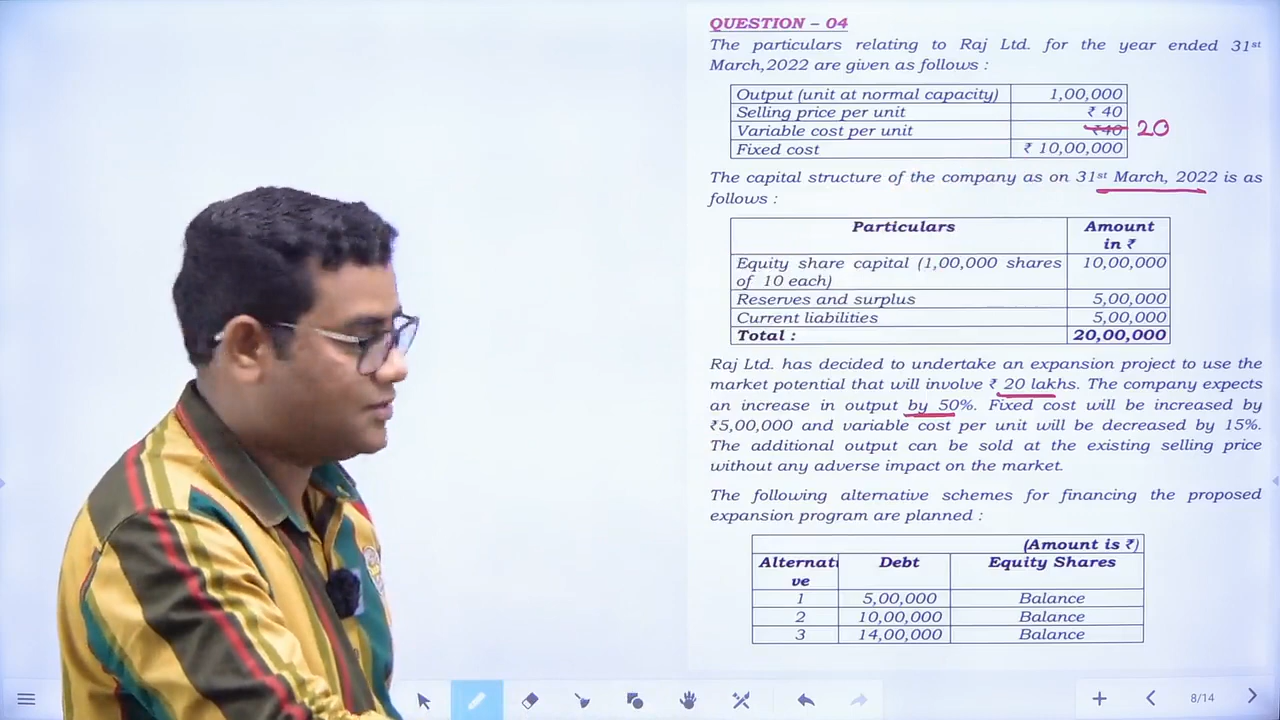 QUESTION – 04
The particulars relating to Raj Ltd. for the year ended 31st
March,2022 are given as follows :
Output (unit at normal capacity) 1,00,000
Selling price per unit ₹ 40
Variable cost per unit ₹40 20
Fixed cost ₹ 10,00,000
The capital structure of the company as on 31st March, 2022 is as
follows :
Particulars Amount
in ₹
Equity share capital (1,00,000 shares 10,00,000
of 10 each)
Reserves and surplus 5,00,000
Current liabilities 5,00,000
Total : 20,00,000
Raj Ltd. has decided to undertake an expansion project to use the
market potential that will involve ₹ 20 lakhs. The company expects
an increase in output by 50%. Fixed cost will be increased by
₹5,00,000 and variable cost per unit will be decreased by 15%.
The additional output can be sold at the existing selling price
without any adverse impact on the market.
The following alternative schemes for financing the proposed
expansion program are planned :
(Amount is ₹)
Alternati Debt Equity Shares
ve
1 5,00,000 Balance
2 10,00,000 Balance
3 14,00,000 Balance
8/14